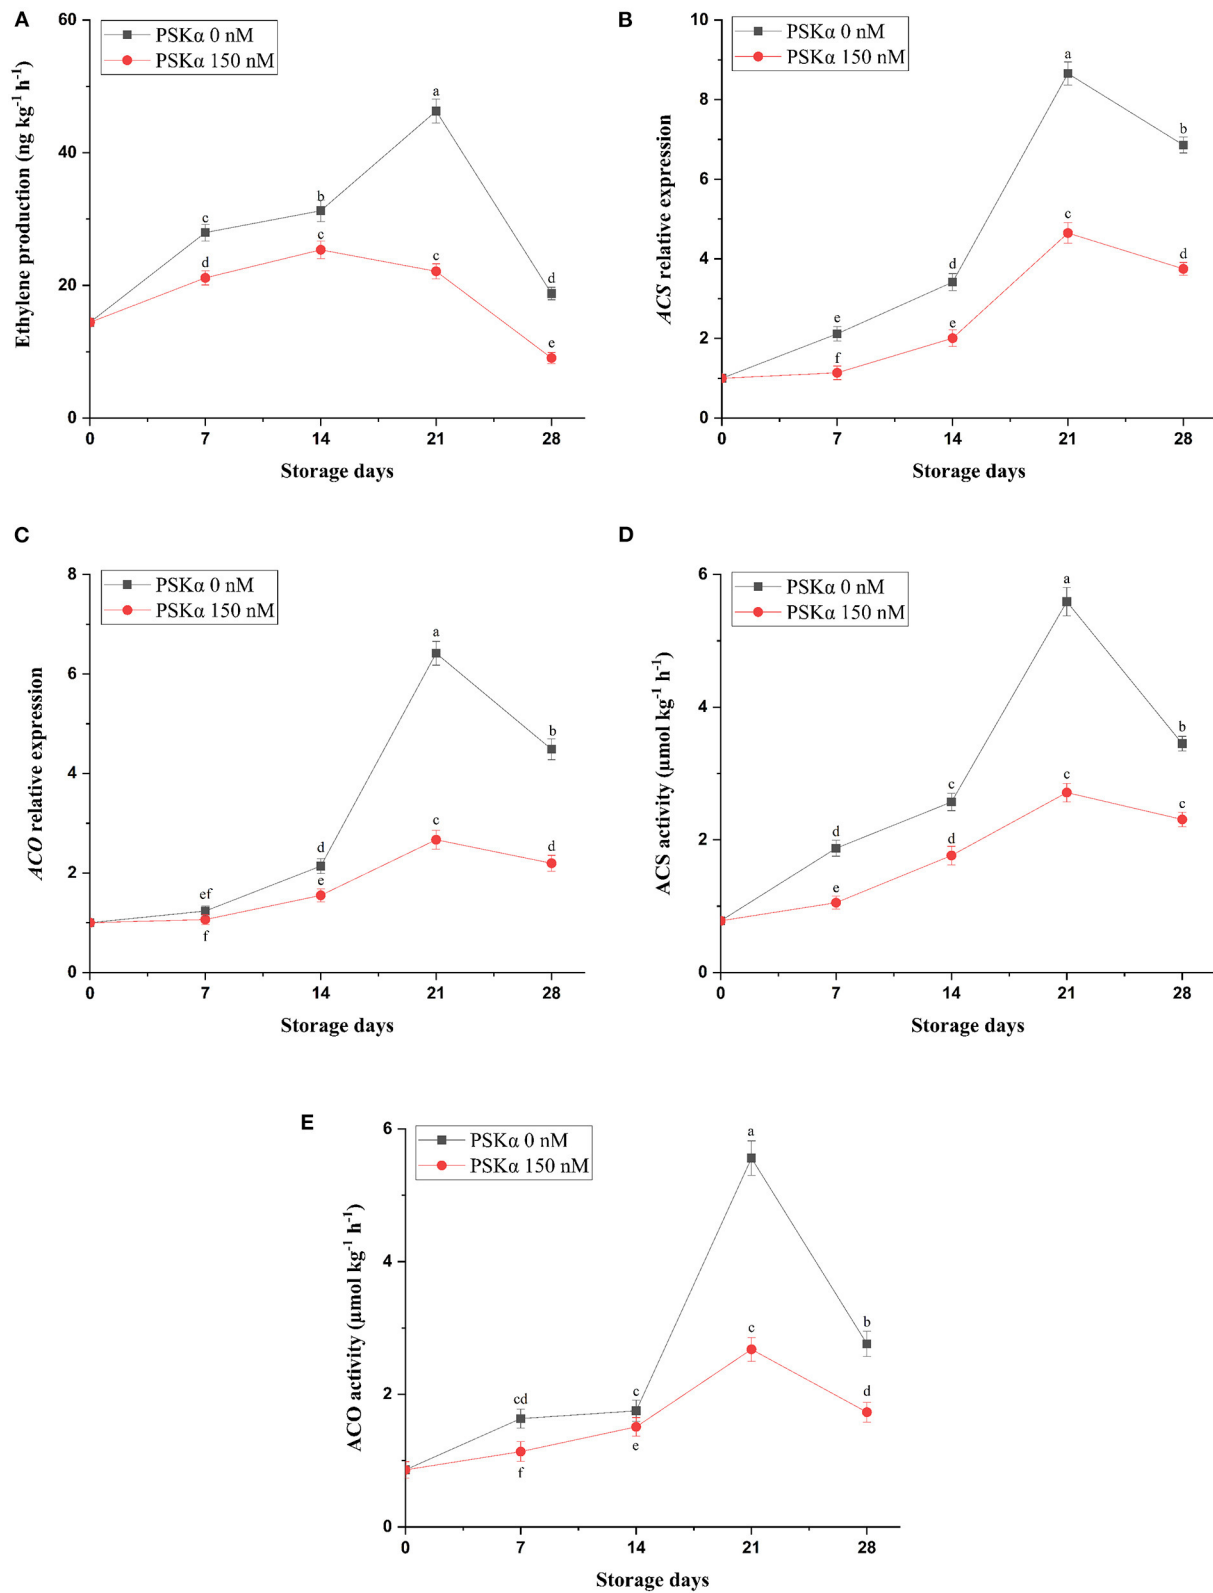 A
PSKα 0 nM
PSKα 150 nM
Ethylene production (ng kg⁻¹ h⁻¹)
60
40
20
0
a
b
c
c
c
d
d
e
0 7 14 21 28
Storage days
B
PSKα 0 nM
PSKα 150 nM
ACS relative expression
10
8
6
4
2
0
a
b
c
d
d
e
e
f
0 7 14 21 28
Storage days
C
PSKα 0 nM
PSKα 150 nM
ACO relative expression
8
6
4
2
0
a
b
c
d
d
e
ef
f
0 7 14 21 28
Storage days
D
PSKα 0 nM
PSKα 150 nM
ACS activity (μmol kg⁻¹ h⁻¹)
6
4
2
0
a
b
c
c
c
d
d
e
0 7 14 21 28
Storage days
E
PSKα 0 nM
PSKα 150 nM
ACO activity (μmol kg⁻¹ h⁻¹)
6
4
2
0
a
b
c
d
cd
c
e
f
0 7 14 21 28
Storage days